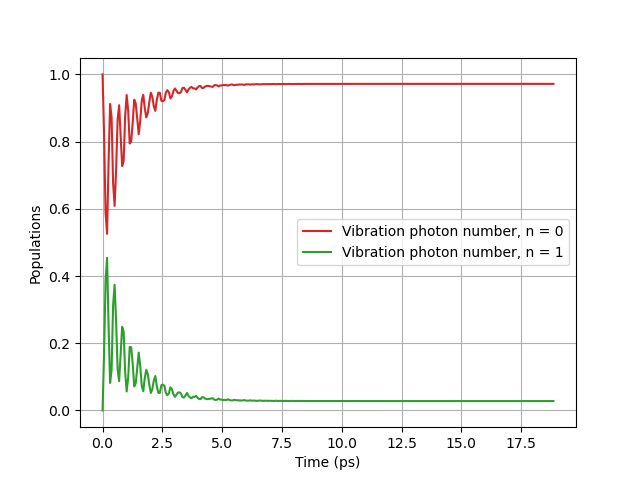 1.0
0.8
0.6
0.4
0.2
0.0
Populations
Vibration photon number, n = 0
Vibration photon number, n = 1
0.0 2.5 5.0 7.5 10.0 12.5 15.0 17.5
Time (ps)